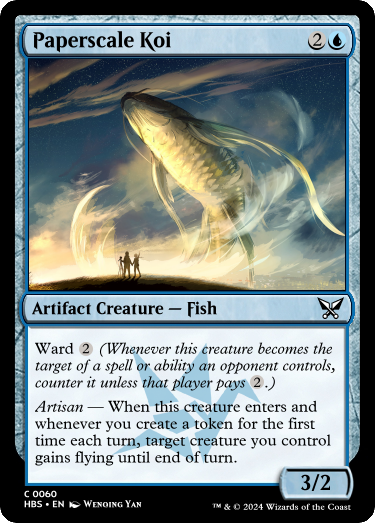 Paperscale Koi 2
Artifact Creature — Fish
Ward 2 (Whenever this creature becomes the
target of a spell or ability an opponent controls,
counter it unless that player pays 2.)
Artisan — When this creature enters and
whenever you create a token for the first
time each turn, target creature you control
gains flying until end of turn.
3/2
C 0060
HBS • EN Wenqing Yan
™ & © 2024 Wizards of the Coast